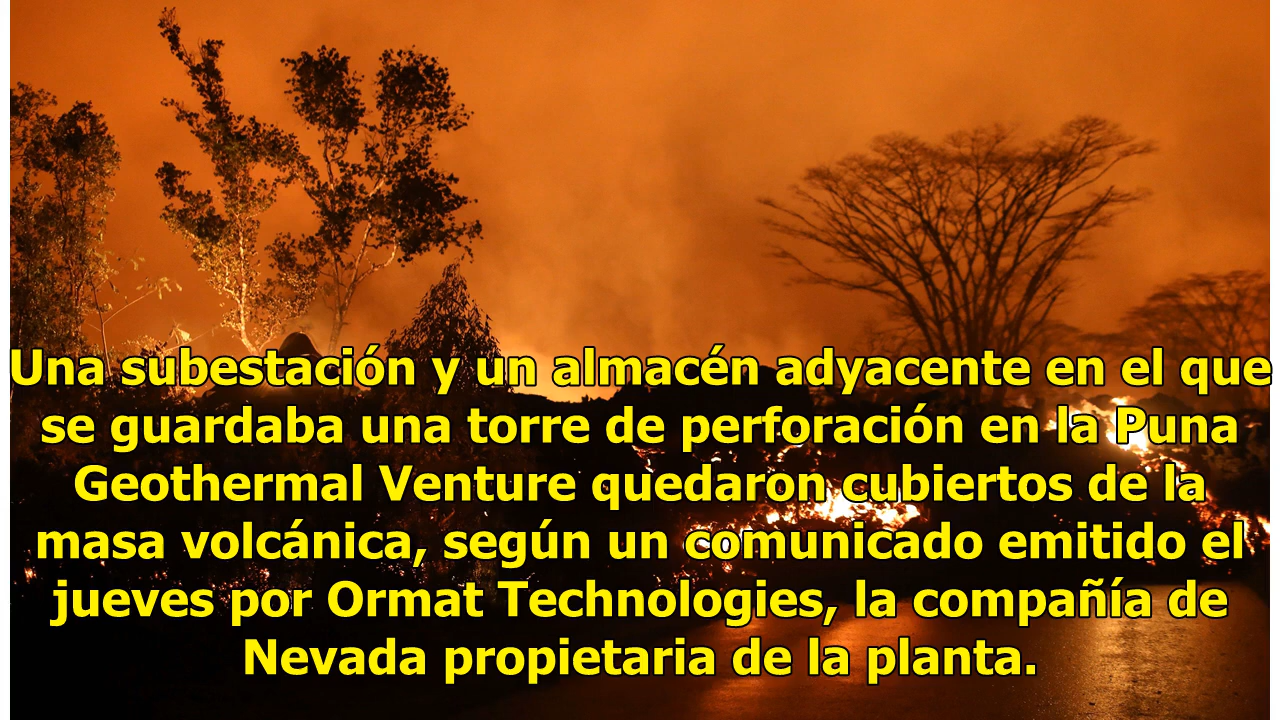 Una subestación y un almacén adyacente en el que
se guardaba una torre de perforación en la Puna
Geothermal Venture quedaron cubiertos de la
masa volcánica, según un comunicado emitido el
jueves por Ormat Technologies, la compañía de
Nevada propietaria de la planta.